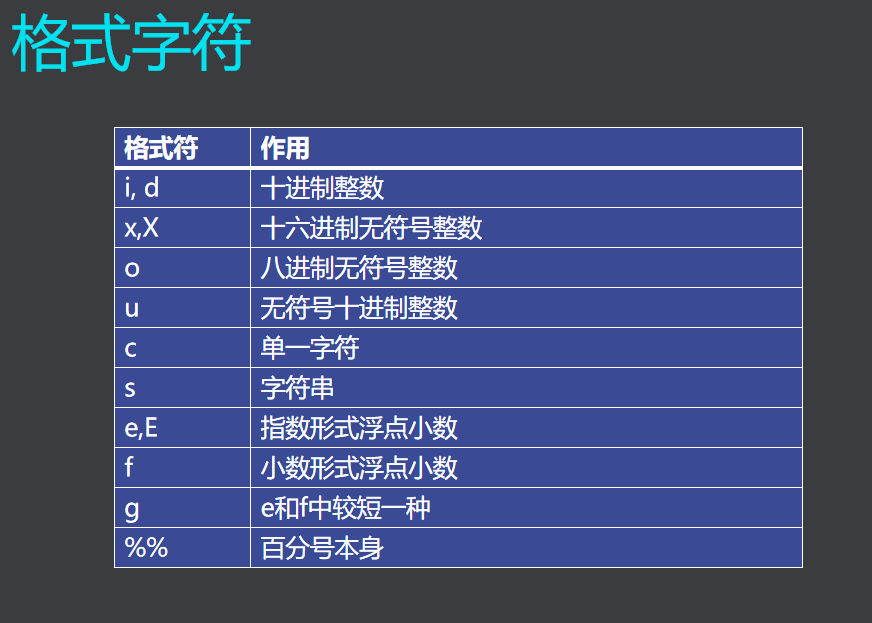 格式字符
格式符 作用
i, d 十进制整数
x,X 十六进制无符号整数
o 八进制无符号整数
u 无符号十进制整数
c 单一字符
s 字符串
e,E 指数形式浮点小数
f 小数形式浮点小数
g e和f中较短一种
%% 百分号本身